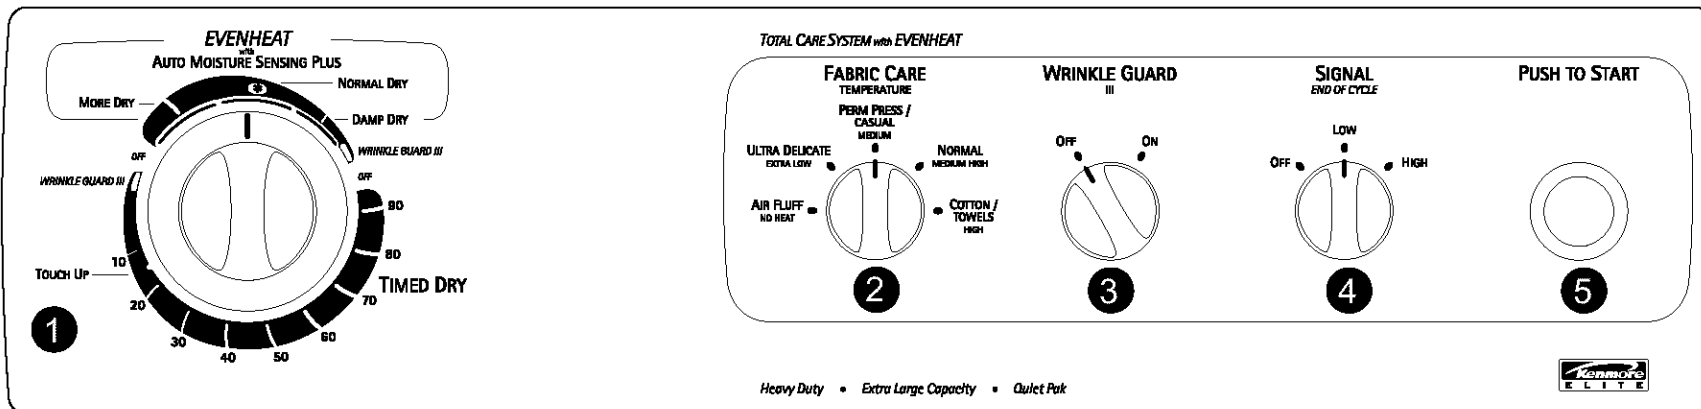 EVENHEAT
with
AUTO MOISTURE SENSING PLUS
NORMAL DRY
MORE DRY
DAMP DRY
OFF
WRINKLE GUARD III
WRINKLE GUARD III
OFF
90
80
70
60
50
40
30
20
10
TOUCH UP
TIMED DRY
1
TOTAL CARE SYSTEM with EVENHEAT
FABRIC CARE
TEMPERATURE
PERM PRESS /
CASUAL
MEDIUM
ULTRA DELICATE
EXTRA LOW
NORMAL
MEDIUM HIGH
AIR FLUFF
NO HEAT
COTTON /
TOWELS
HIGH
2
WRINKLE GUARD
III
OFF
ON
3
SIGNAL
END OF CYCLE
LOW
OFF
HIGH
4
PUSH TO START
5
Heavy Duty • Extra Large Capacity • Quiet Pak
Kenmore
ELITE